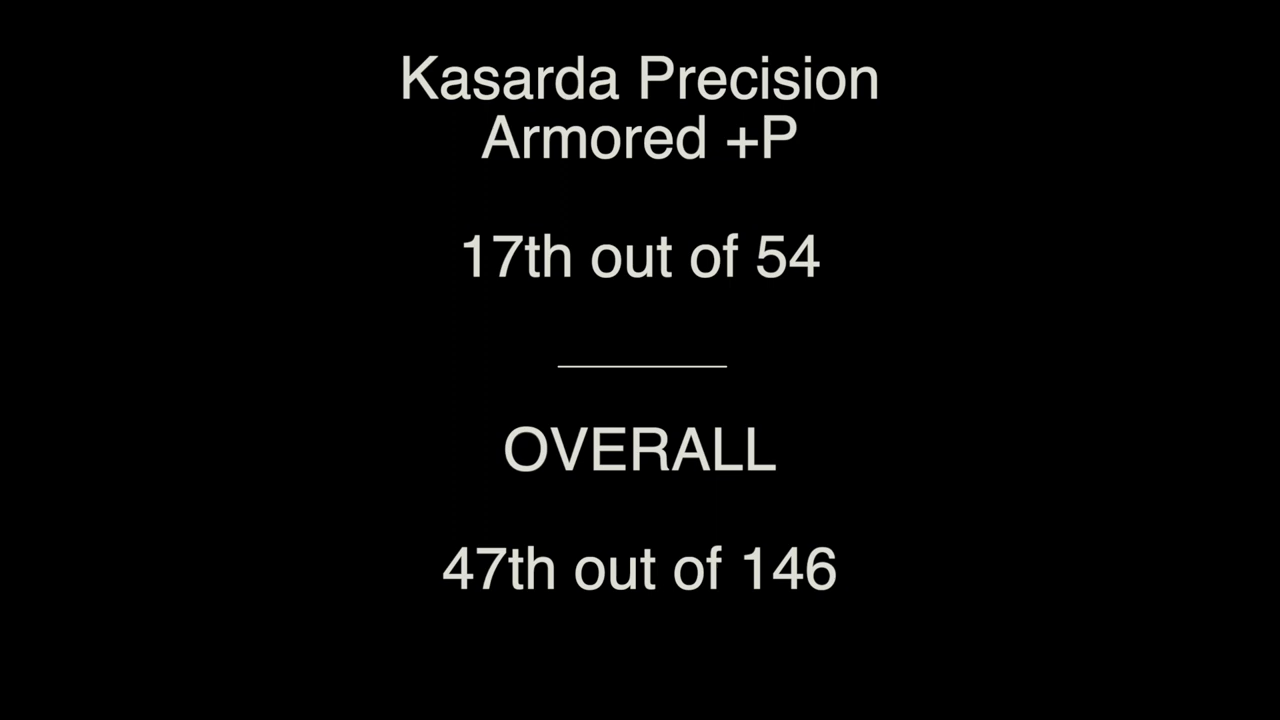 Kasarda Precision
Armored +P
17th out of 54
OVERALL
47th out of 146